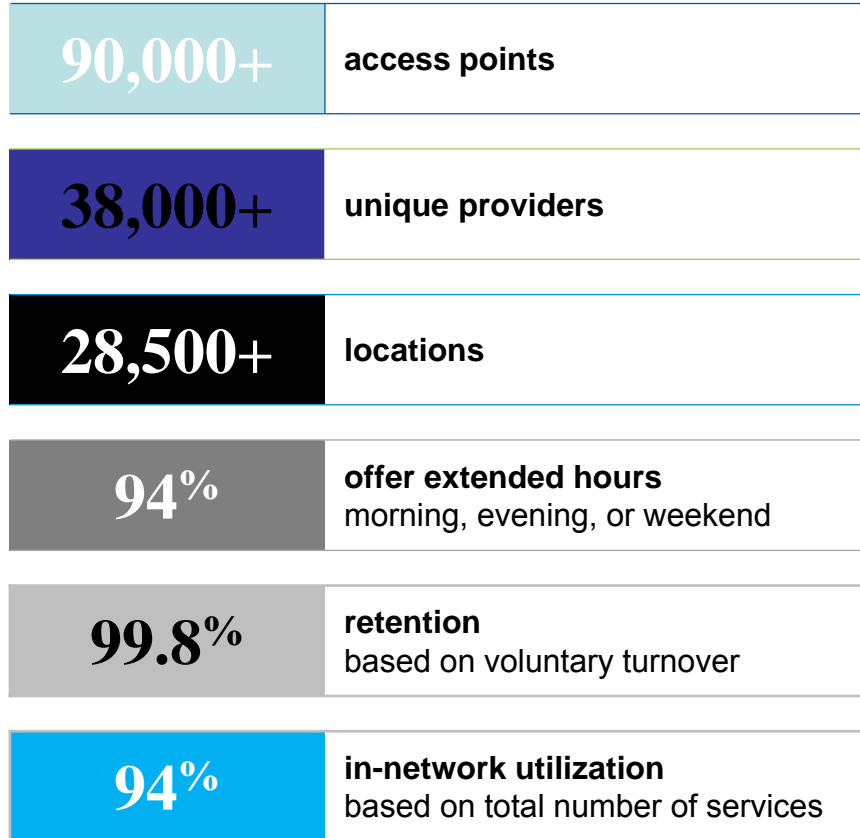 90,000+
access points
38,000+
unique providers
28,500+
locations
94%
offer extended hours
morning, evening, or weekend
99.8%
retention
based on voluntary turnover
94%
in-network utilization
based on total number of services